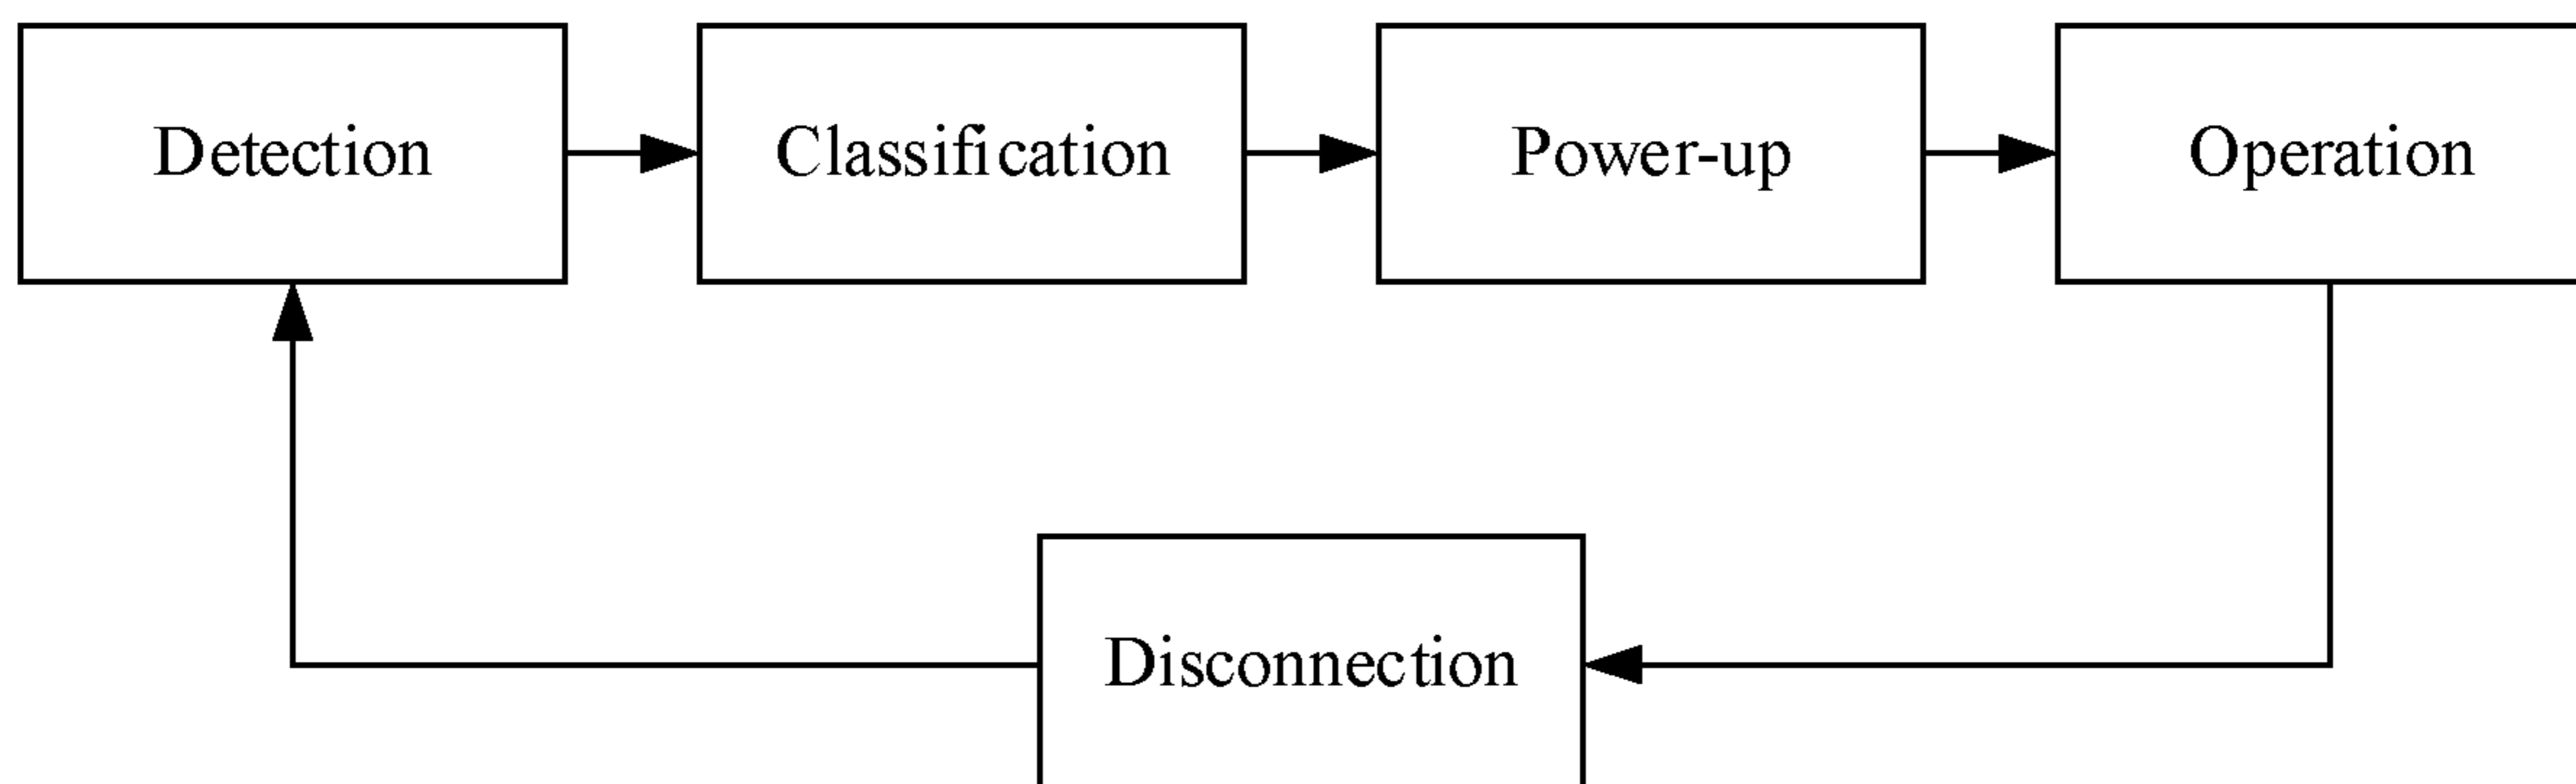 Detection
Classification
Power-up
Operation
Disconnection